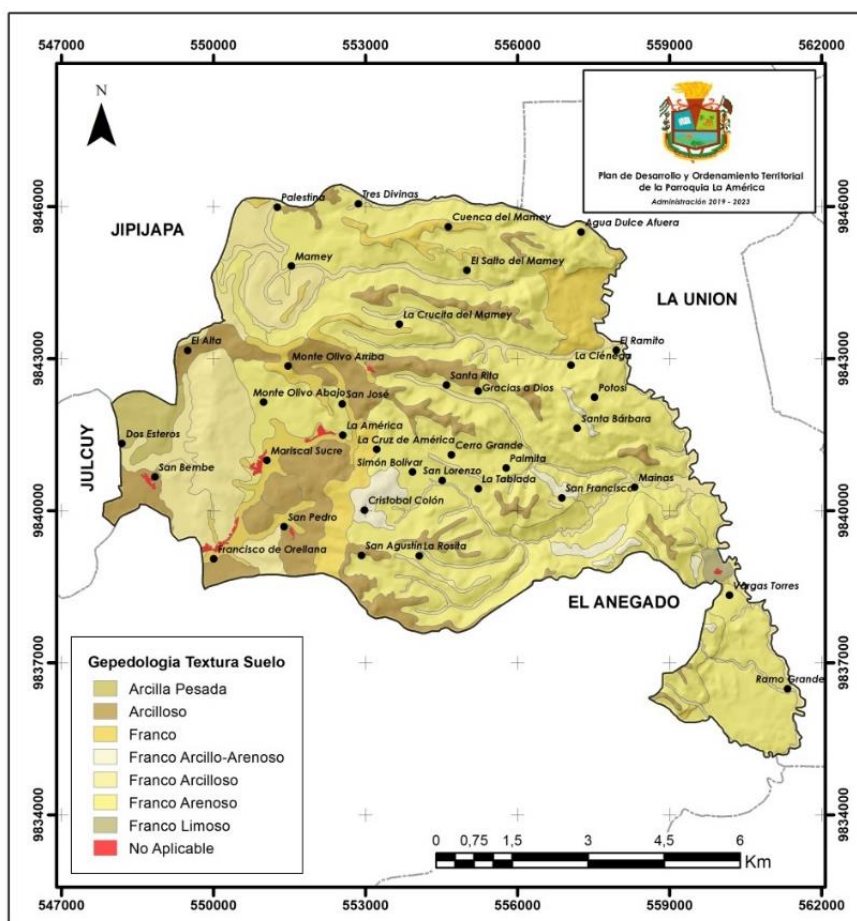 547000 550000 553000 556000 559000 562000
N
Plan de Desarrollo y Ordenamiento Territorial
de la Parroquia La América
Administración 2019 - 2023
9846000 9846000
Palestina
Tres Divinas
Cuenca del Mamey
Agua Dulce Afuera
JIPIJAPA
Mamey
El Salto del Mamey
LA UNION
La Crucita del Mamey
9843000 9843000
El Alta
El Ramito
Monte Olivo Arriba
La Ciénega
Santa Rita
Gracias a Dios
Potosí
Monte Olivo Abajo
San José
Santa Bárbara
La América
Dos Esteros
La Cruz de América
Cerro Grande
JULCUY
Mariscal Sucre
Simón Bolívar
Palmita
San Bembe
San Lorenzo
La Tablada
Mainas
San Francisco
9840000 9840000
Cristobal Colón
San Pedro
Francisco de Orellana
San Agustín
La Rosita
EL ANEGADO
Vargas Torres
9837000 9837000
Ramo Grande
Gepedologia Textura Suelo
Arcilla Pesada
Arcilloso
Franco
Franco Arcillo-Arenoso
Franco Arcilloso
Franco Arenoso
Franco Limoso
No Aplicable
9834000 9834000
0 0,75 1,5 3 4,5 6
Km
547000 550000 553000 556000 559000 562000